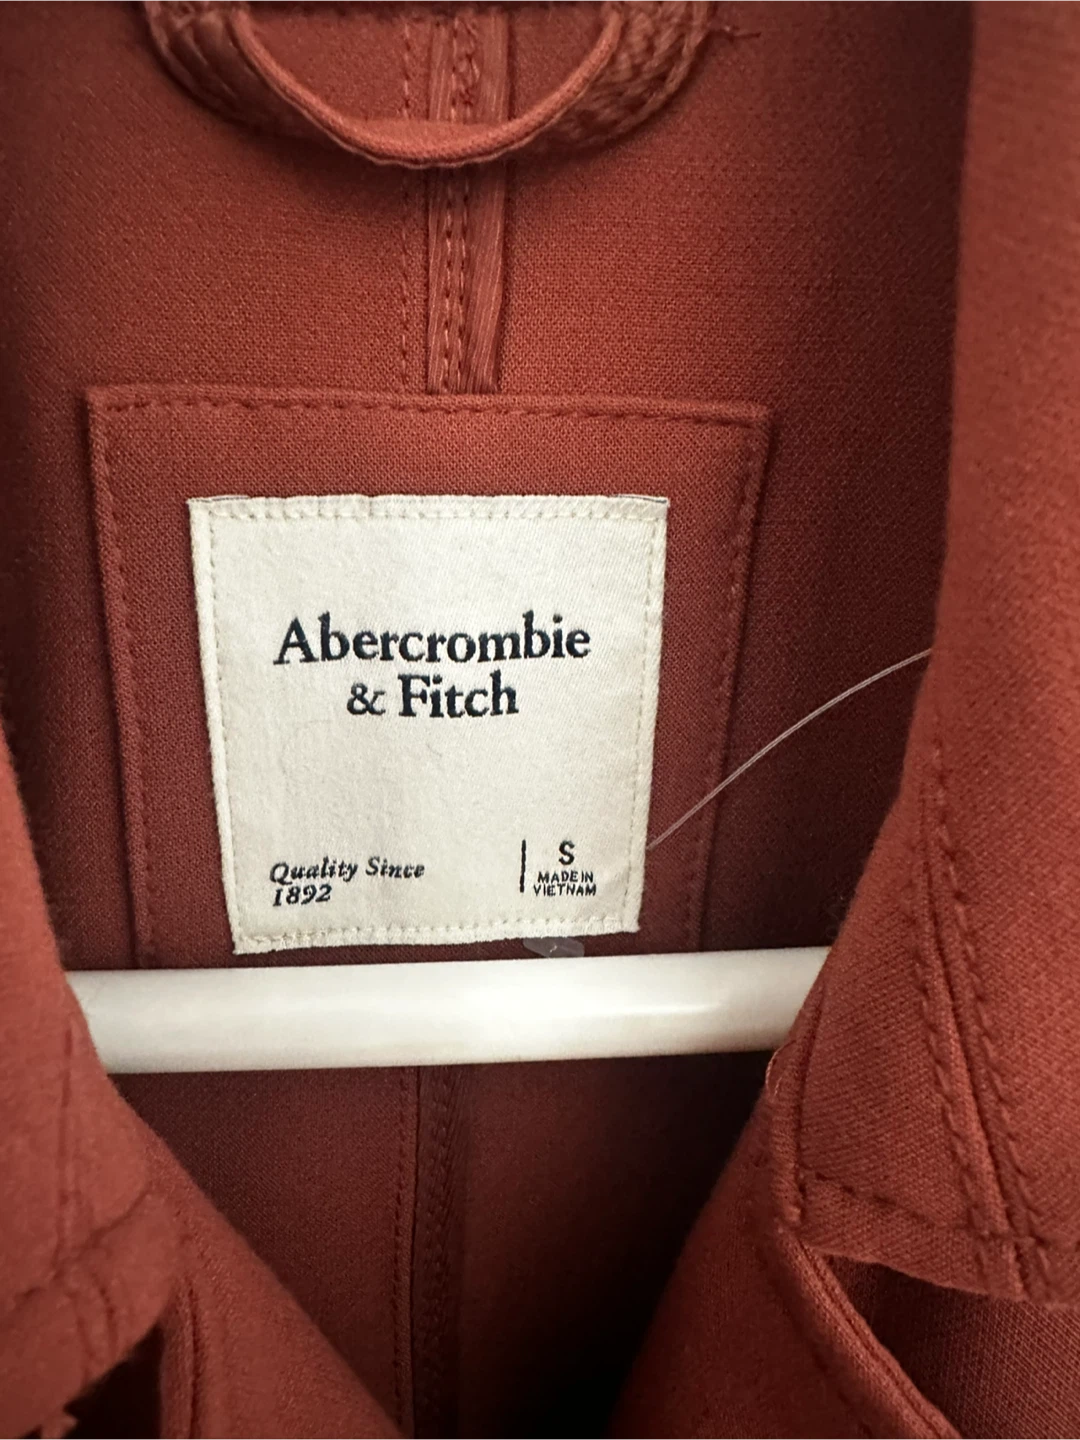 Abercrombie
& Fitch
Quality Since
1892
S
MADE IN
VIETNAM